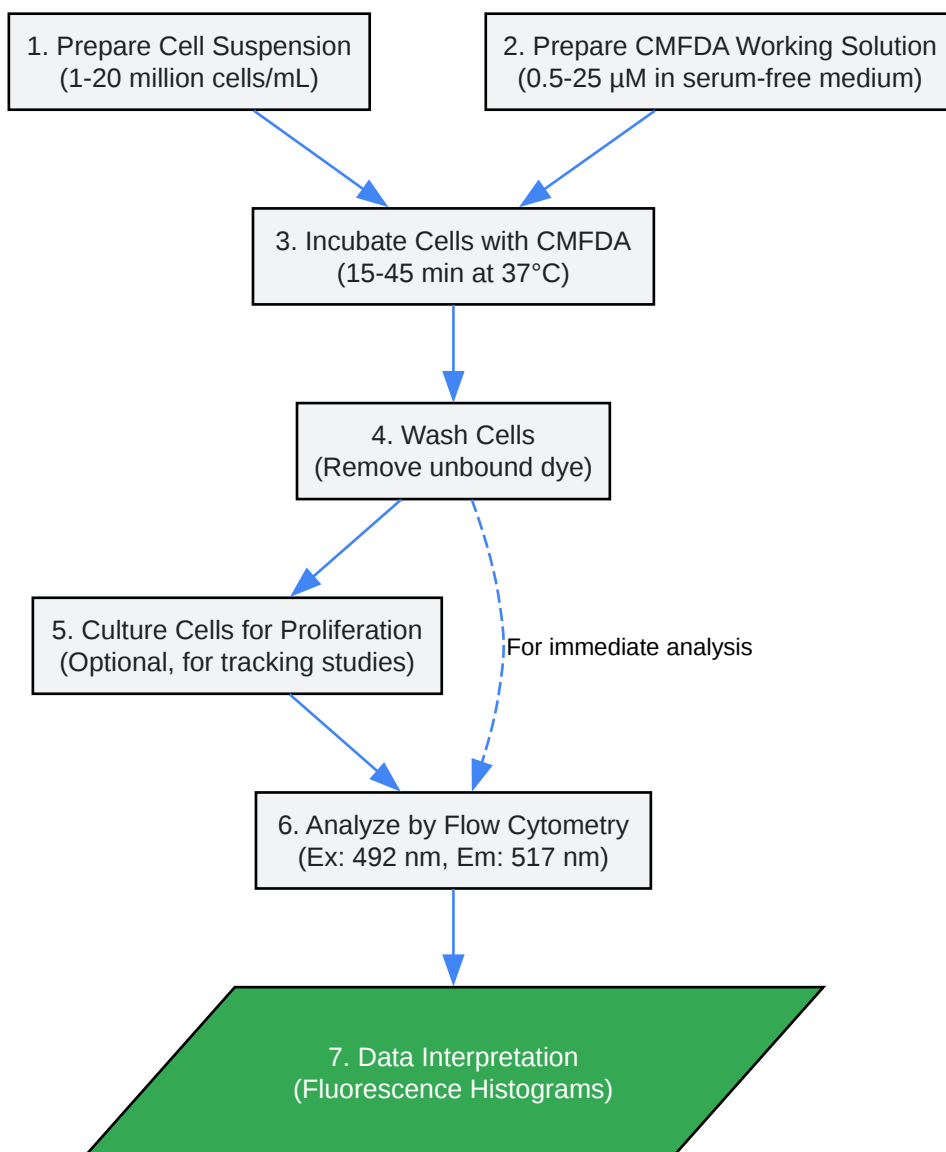 1. Prepare Cell Suspension
(1-20 million cells/mL)
2. Prepare CMFDA Working Solution
(0.5-25 µM in serum-free medium)
3. Incubate Cells with CMFDA
(15-45 min at 37°C)
4. Wash Cells
(Remove unbound dye)
5. Culture Cells for Proliferation
(Optional, for tracking studies)
For immediate analysis
6. Analyze by Flow Cytometry
(Ex: 492 nm, Em: 517 nm)
7. Data Interpretation
(Fluorescence Histograms)